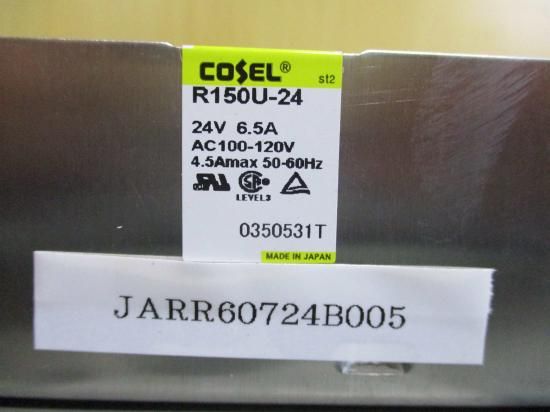 COSEL® st2
R150U-24
24V 6.5A
AC100-120V
4.5Amax 50-60Hz
LEVEL3
0350531T
MADE IN JAPAN
JARR60724B005